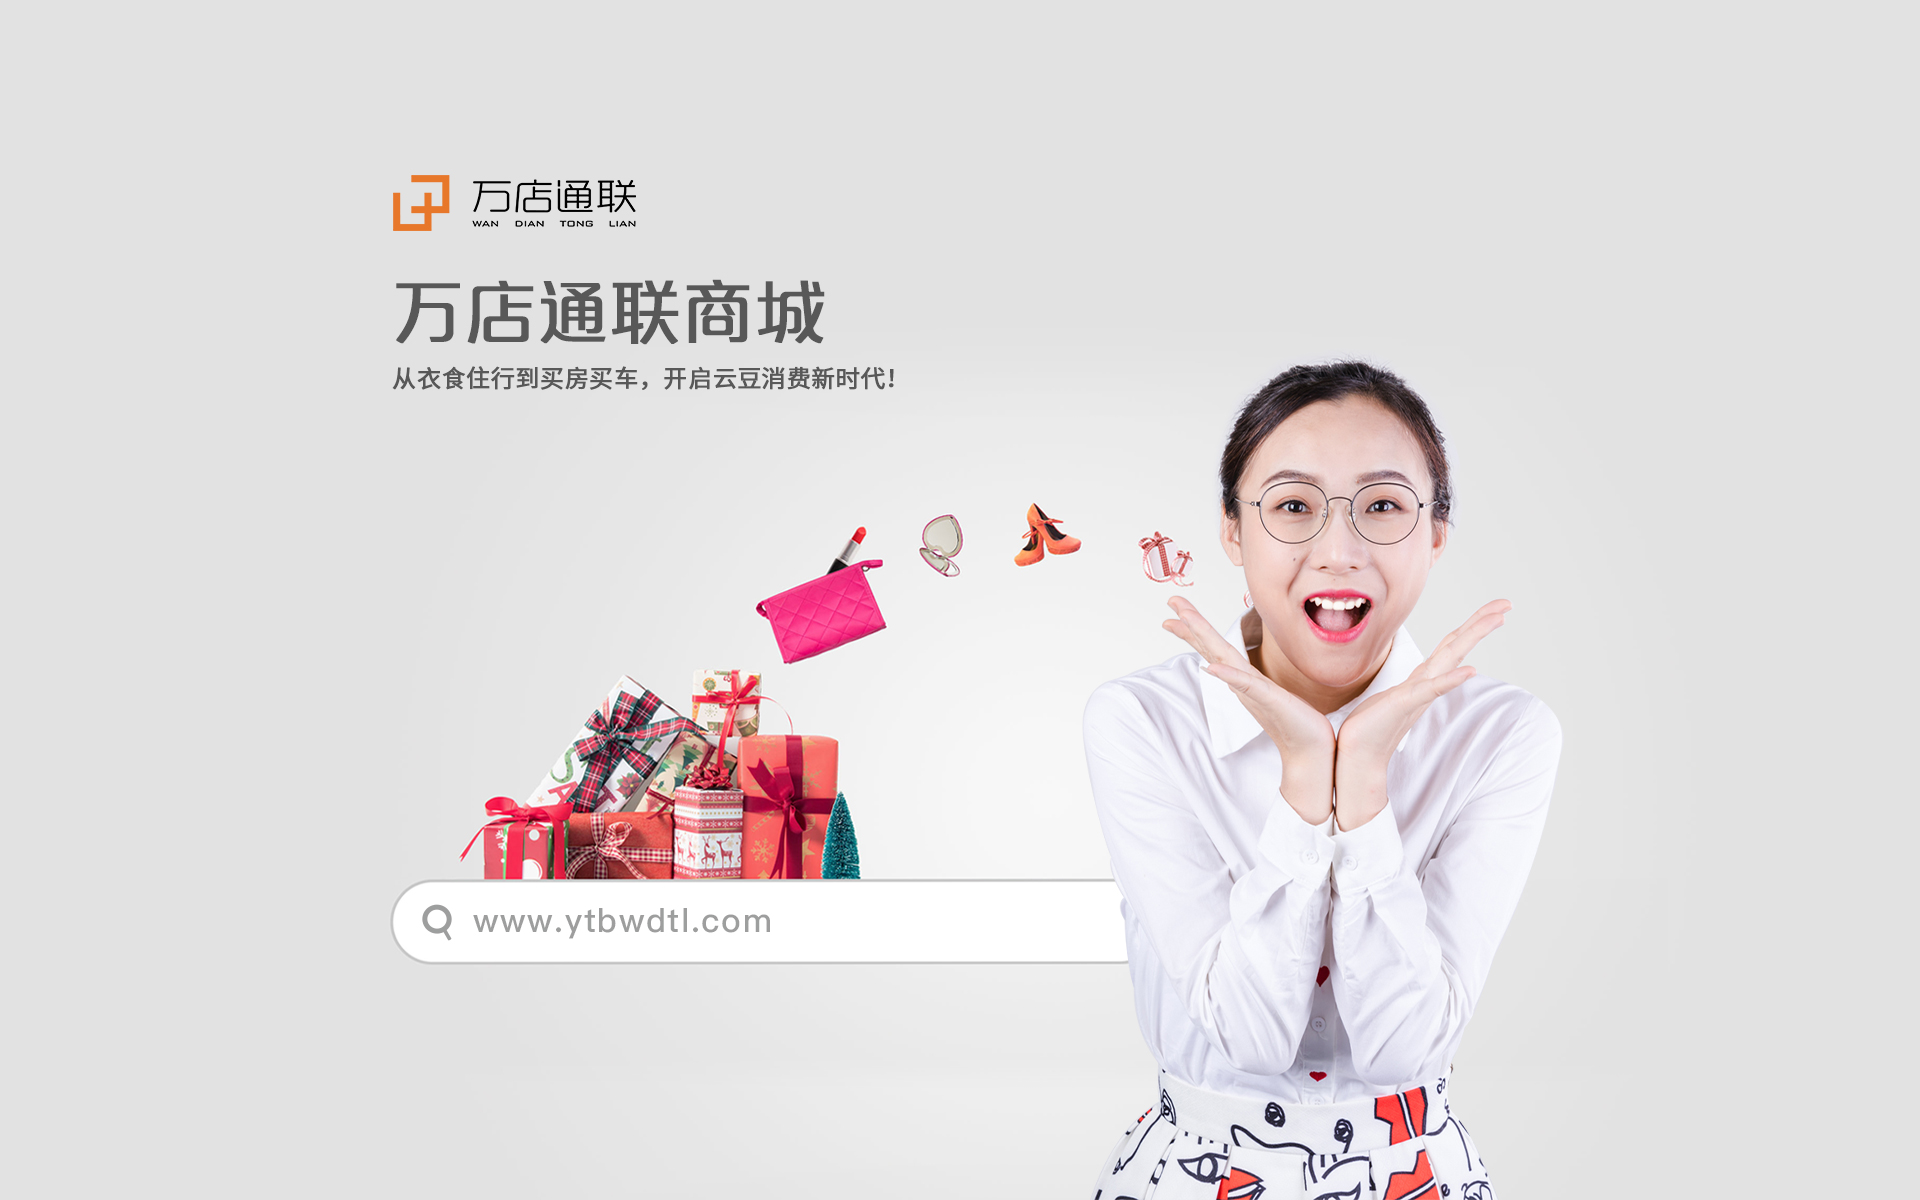 万店通联
WAN DIAN TONG LIAN
万店通联商城
从衣食住行到买房买车，开启云豆消费新时代！
www.ytbwdtl.com